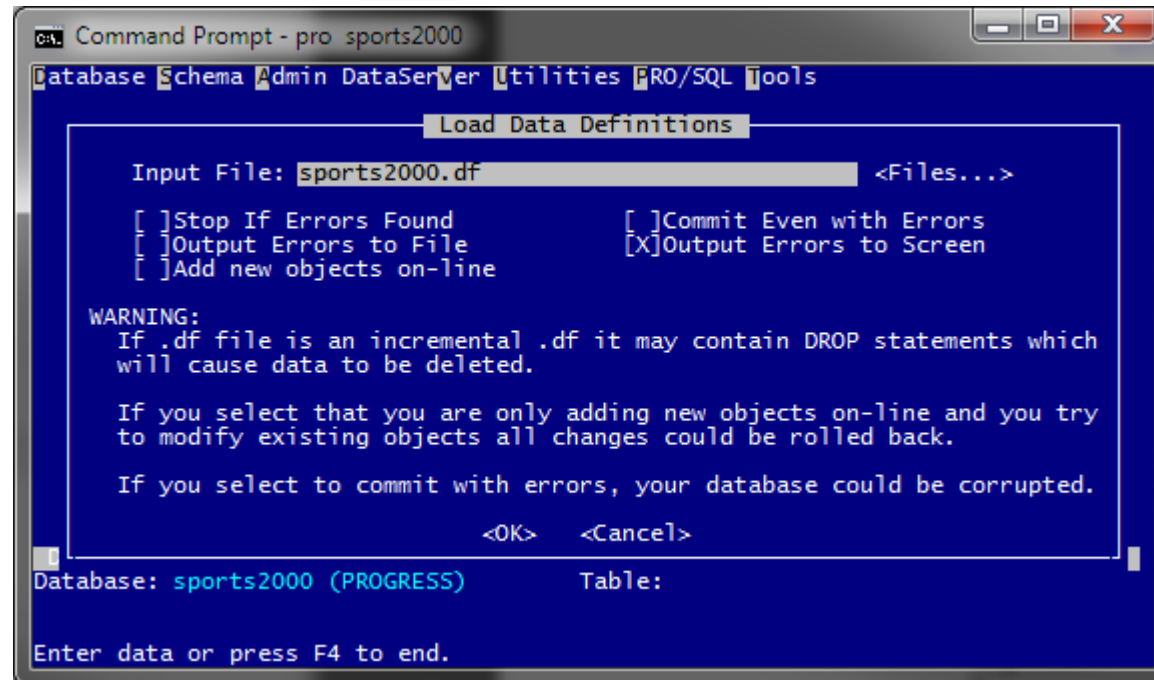 Command Prompt - pro sports2000
Database Schema Admin DataServer Utilities PRO/SQL Tools
Load Data Definitions
Input File: sports2000.df <Files...>
[ ]Stop If Errors Found [ ]Commit Even with Errors
[ ]Output Errors to File [X]Output Errors to Screen
[ ]Add new objects on-line
WARNING:
If .df file is an incremental .df it may contain DROP statements which
will cause data to be deleted.
If you select that you are only adding new objects on-line and you try
to modify existing objects all changes could be rolled back.
If you select to commit with errors, your database could be corrupted.
<OK> <Cancel>
D
Database: sports2000 (PROGRESS) Table:
Enter data or press F4 to end.